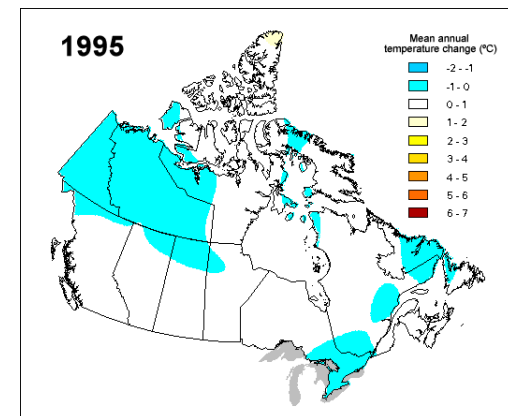 1995
Mean annual
temperature change (ºC)
-2 - -1
-1 - 0
0 - 1
1 - 2
2 - 3
3 - 4
4 - 5
5 - 6
6 - 7